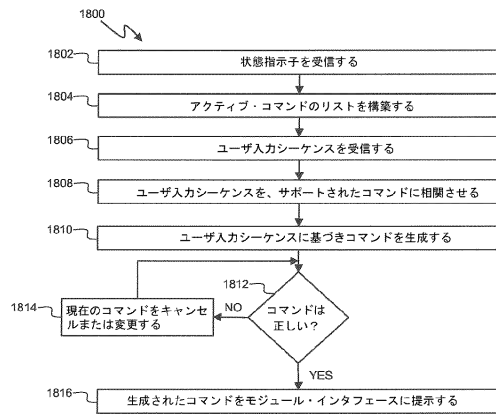 1800
1802
状態指示子を受信する
1804
アクティブ・コマンドのリストを構築する
1806
ユーザ入力シーケンスを受信する
1808
ユーザ入力シーケンスを、サポートされたコマンドに相関させる
1810
ユーザ入力シーケンスに基づきコマンドを生成する
1812
コマンドは
正しい?
1814
現在のコマンドをキャンセ
ルまたは変更する
NO
YES
1816
生成されたコマンドをモジュール・インタフェースに提示する